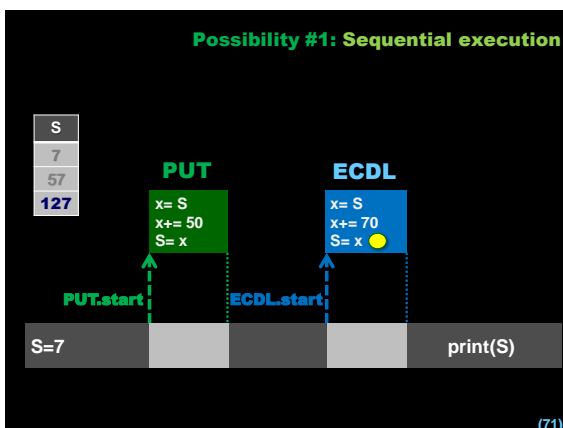 Possibility #1: Sequential execution
S
7
57
127
PUT
x= S
x+= 50
S= x
ECDL
x= S
x+= 70
S= x
PUT.start
ECDL.start
S=7
print(S)
(71)